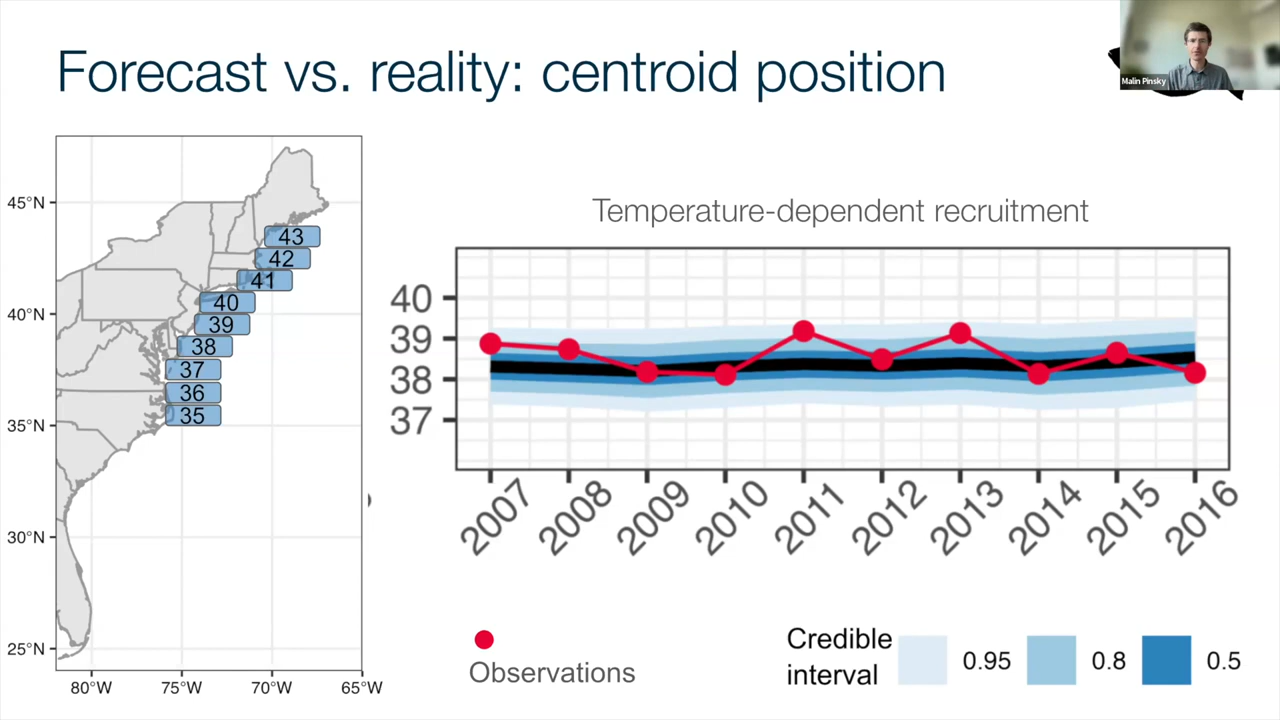 Forecast vs. reality: centroid position
Malin Pinsky
45°N
40°N
35°N
30°N
25°N
80°W
75°W
70°W
65°W
43
42
41
40
39
38
37
36
35
Temperature-dependent recruitment
40
39
38
37
2007
2008
2009
2010
2011
2012
2013
2014
2015
2016
Observations
Credible
interval
0.95
0.8
0.5